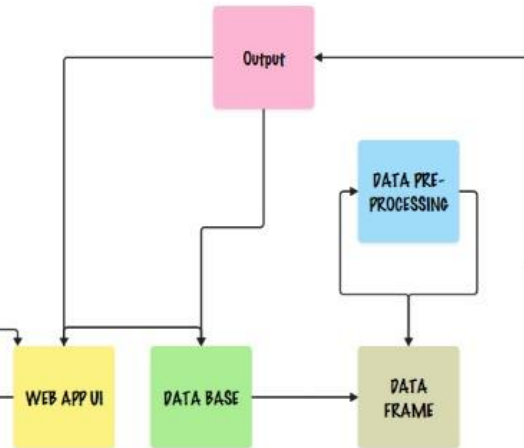 Output
DATA PRE-
PROCESSING
WEB APP UI
DATA BASE
DATA
FRAME